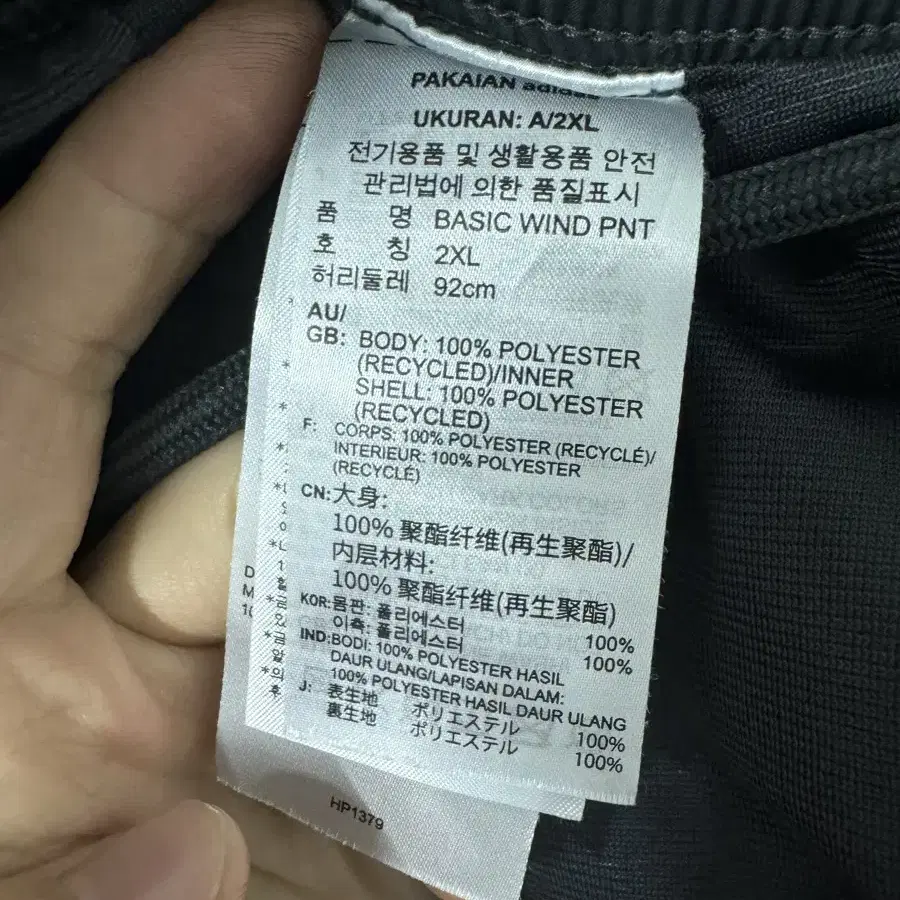 PAKAIAN adidas
UKURAN: A/2XL
전기용품 및 생활용품 안전
관리법에 의한 품질표시
품 명 BASIC WIND PNT
호 칭 2XL
허리둘레 92cm
AU/
GB: BODY: 100% POLYESTER
(RECYCLED)/INNER
SHELL: 100% POLYESTER
(RECYCLED)
F: CORPS: 100% POLYESTER (RECYCLÉ)/
INTERIEUR: 100% POLYESTER
(RECYCLÉ)
CN:大身:
100% 聚酯纤维(再生聚酯)/
内层材料:
100% 聚酯纤维(再生聚酯)
KOR:몸판: 폴리에스터 100%
이측: 폴리에스터 100%
IND:BODI: 100% POLYESTER HASIL
DAUR ULANG/LAPISAN DALAM:
100% POLYESTER HASIL DAUR ULANG
J: 表生地 ポリエステル 100%
裏生地 ポリエステル 100%
HP1379